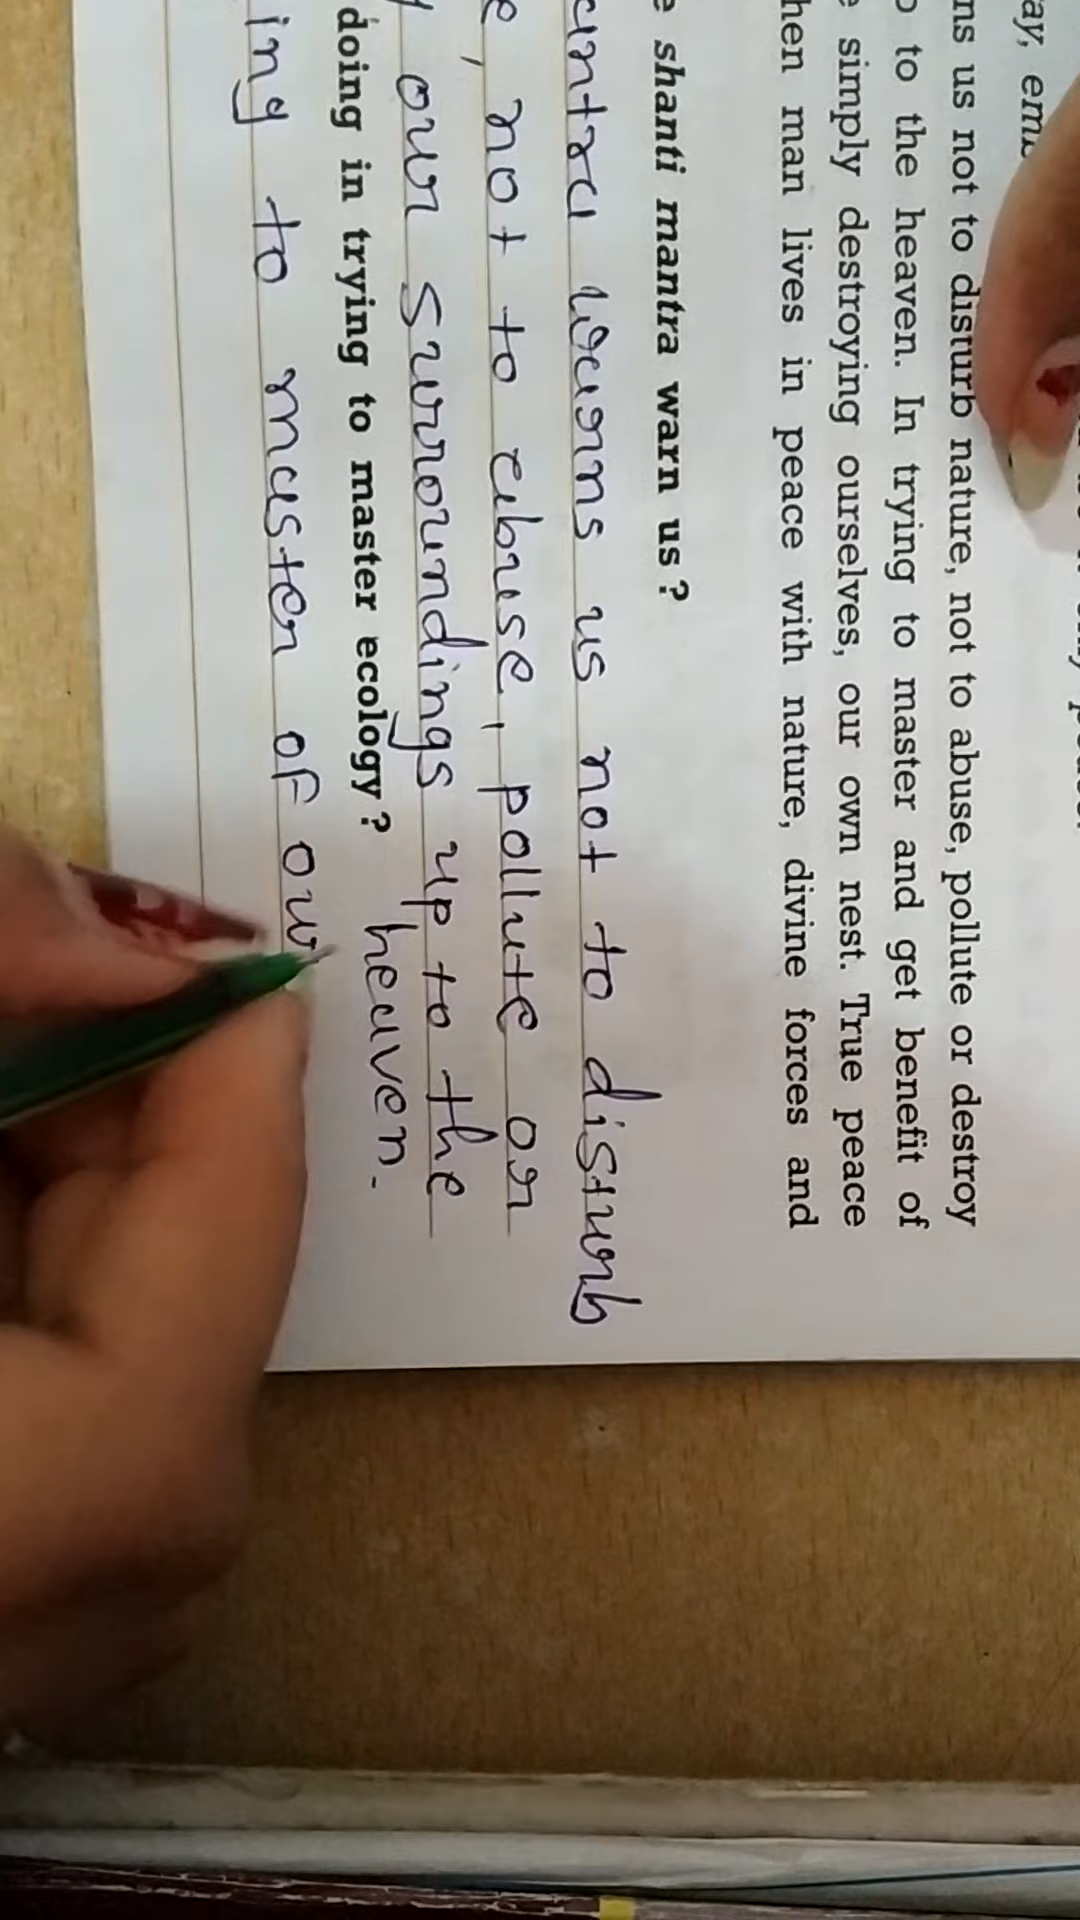 ay,
ns us not to disturb nature, not to abuse, pollute or destroy
to the heaven. In trying to master and get benefit of
simply destroying ourselves, our own nest. True peace
hen man lives in peace with nature, divine forces and
e shanti mantra warn us?
antra warns us not to disturb
e, not to abuse, pollute or
y our surroundings up to the
heaven.
doing in trying to master ecology?
ing to master of ow